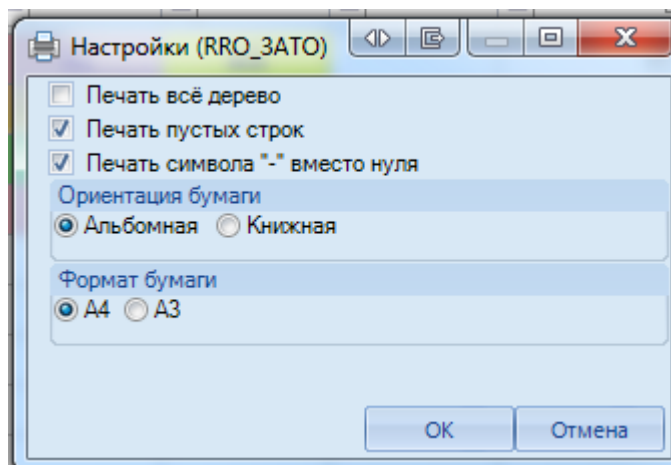 Настройки (RRO_ЗАТО)
Печать всё дерево
Печать пустых строк
Печать символа "-" вместо нуля
Ориентация бумаги
Альбомная Книжная
Формат бумаги
A4 A3
OK Отмена